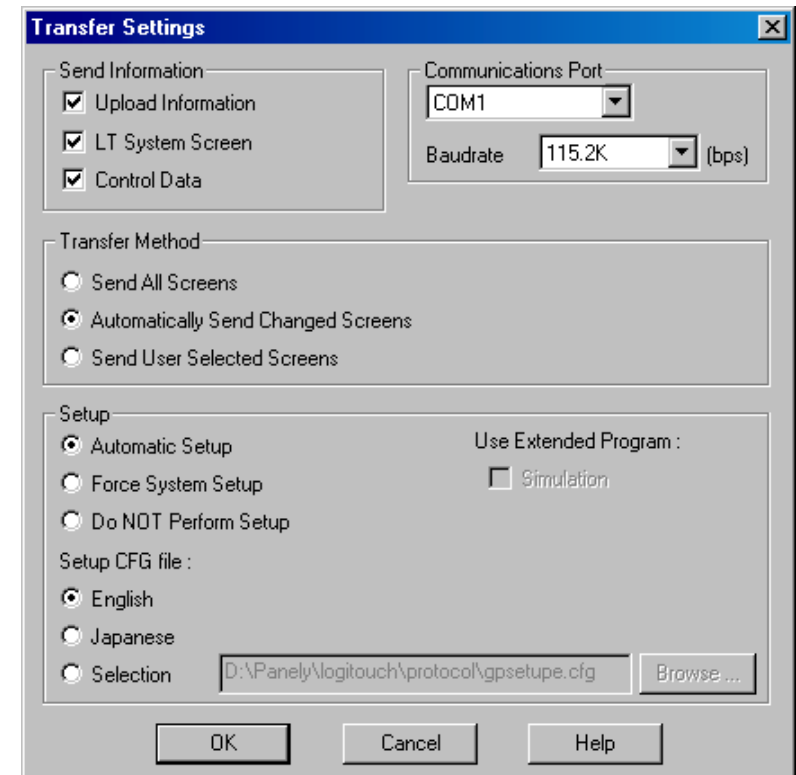 Transfer Settings
Send Information
Upload Information
LT System Screen
Control Data
Communications Port
COM1
Baudrate 115.2K (bps)
Transfer Method
Send All Screens
Automatically Send Changed Screens
Send User Selected Screens
Setup
Automatic Setup
Force System Setup
Do NOT Perform Setup
Use Extended Program :
Simulation
Setup CFG file :
English
Japanese
Selection D:\Panely\logitouch\protocol\gpsetupe.cfg Browse ...
OK Cancel Help